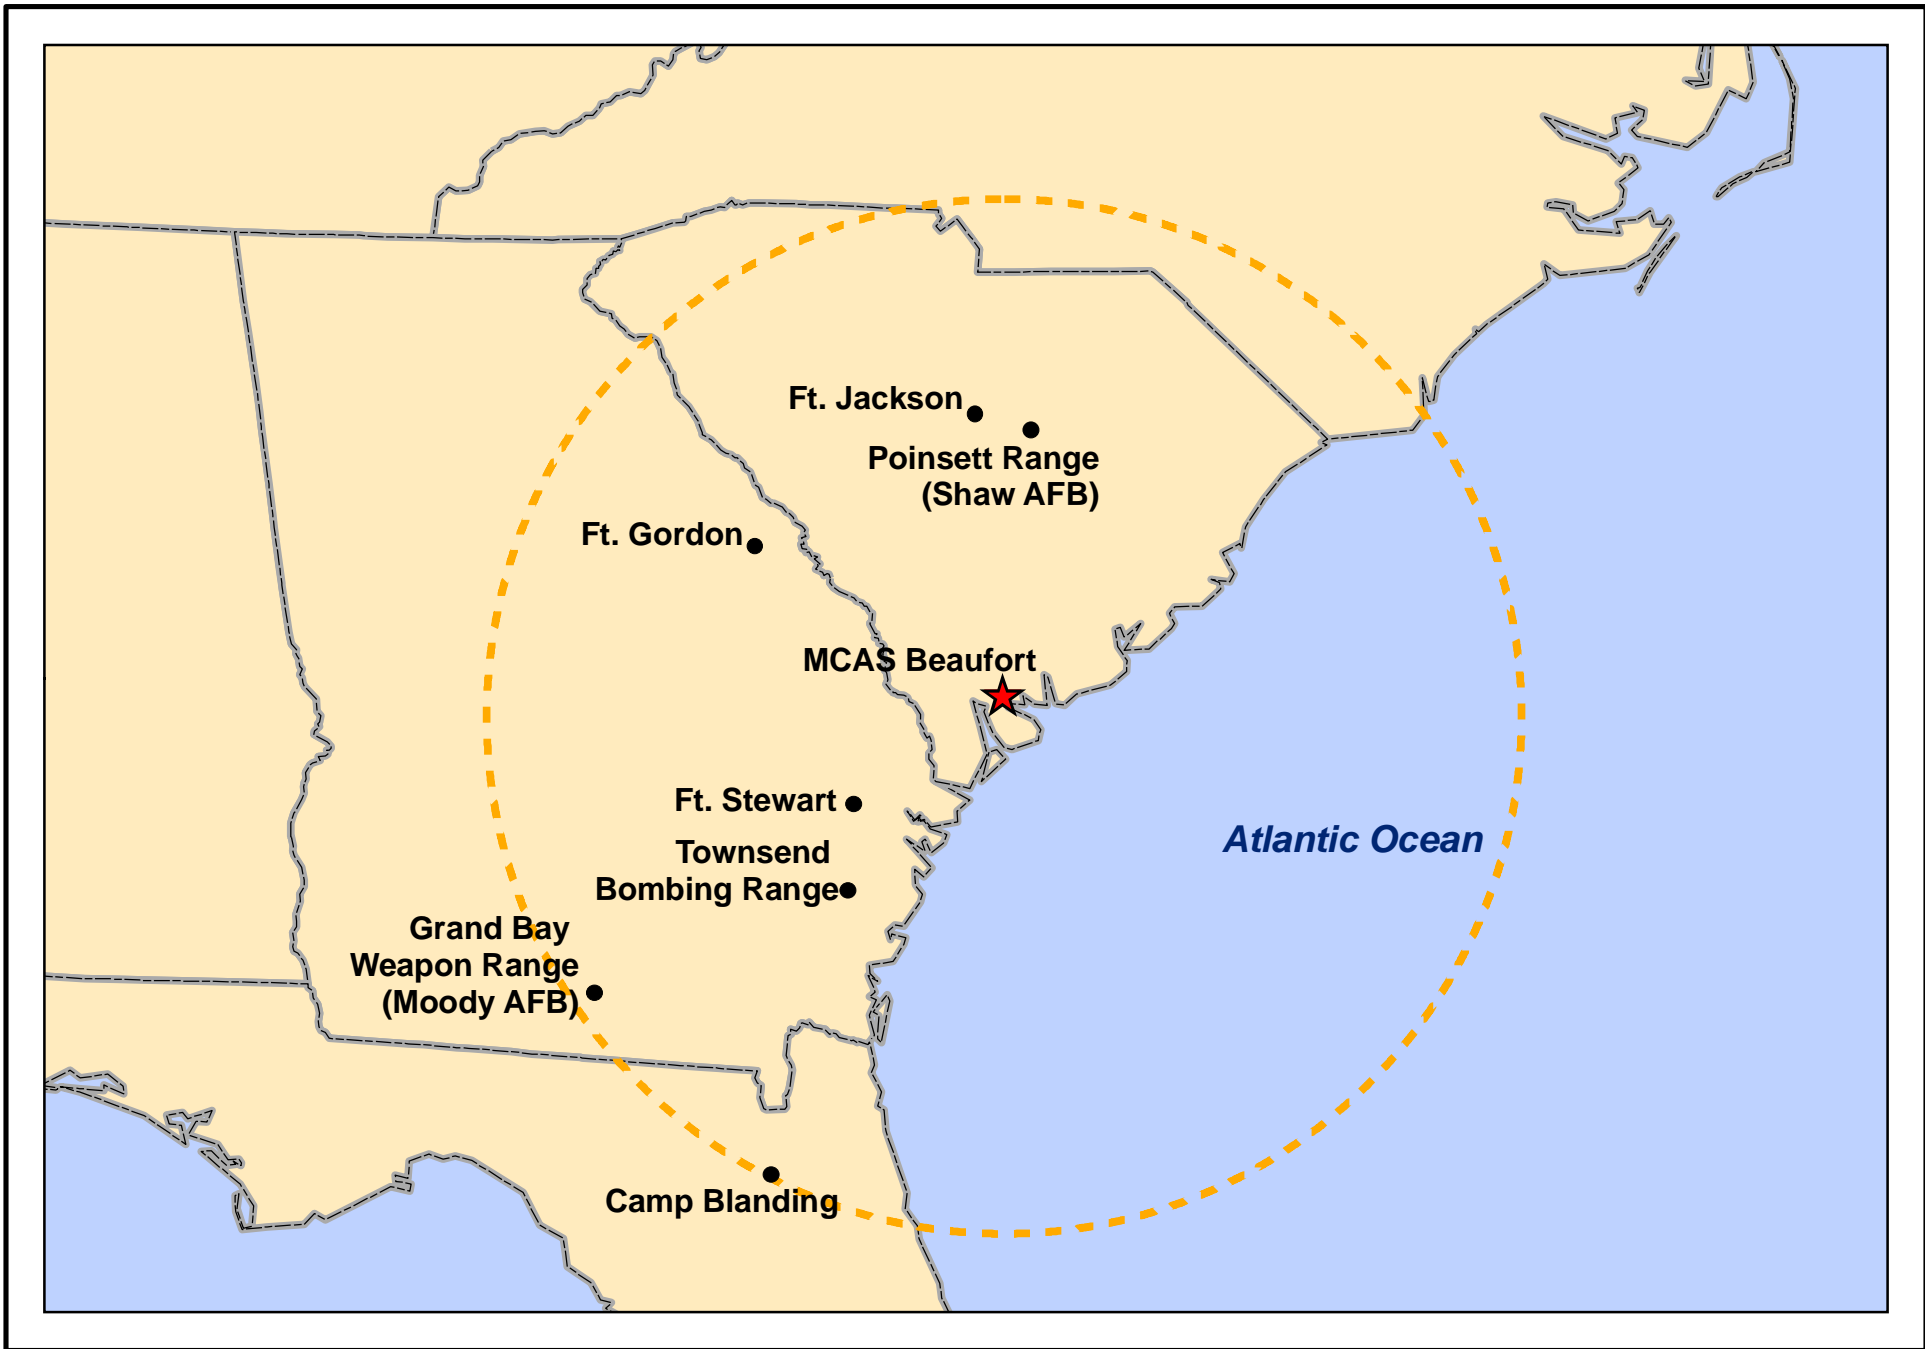 Ft. Jackson
Poinsett Range
(Shaw AFB)
Ft. Gordon
MCAS Beaufort
Ft. Stewart
Atlantic Ocean
Townsend
Bombing Range
Grand Bay
Weapon Range
(Moody AFB)
Camp Blanding